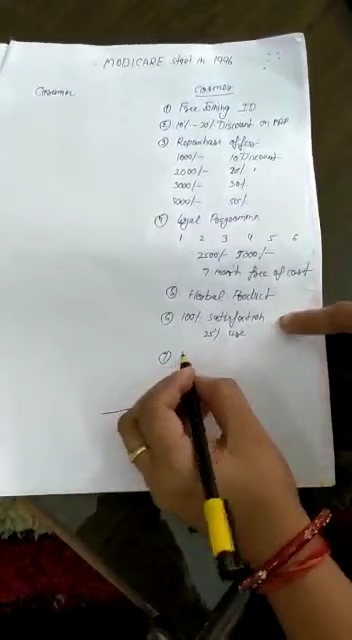 MODICARE start in 1996
Cosumer
Cosmer
① Free Joining ID
② 10% - 20% Discount on MRP
③ Repurchase offer
1000/- 10 Discount
2000/- 20% "
3000/- 30%
5000/- 50%
④ Loyal Programme
1 2 3 4 5 6
2500/- 5000/-
7 month free of cost
⑤ Herbal Product
⑥ 100% satisfaction
25% use
⑦